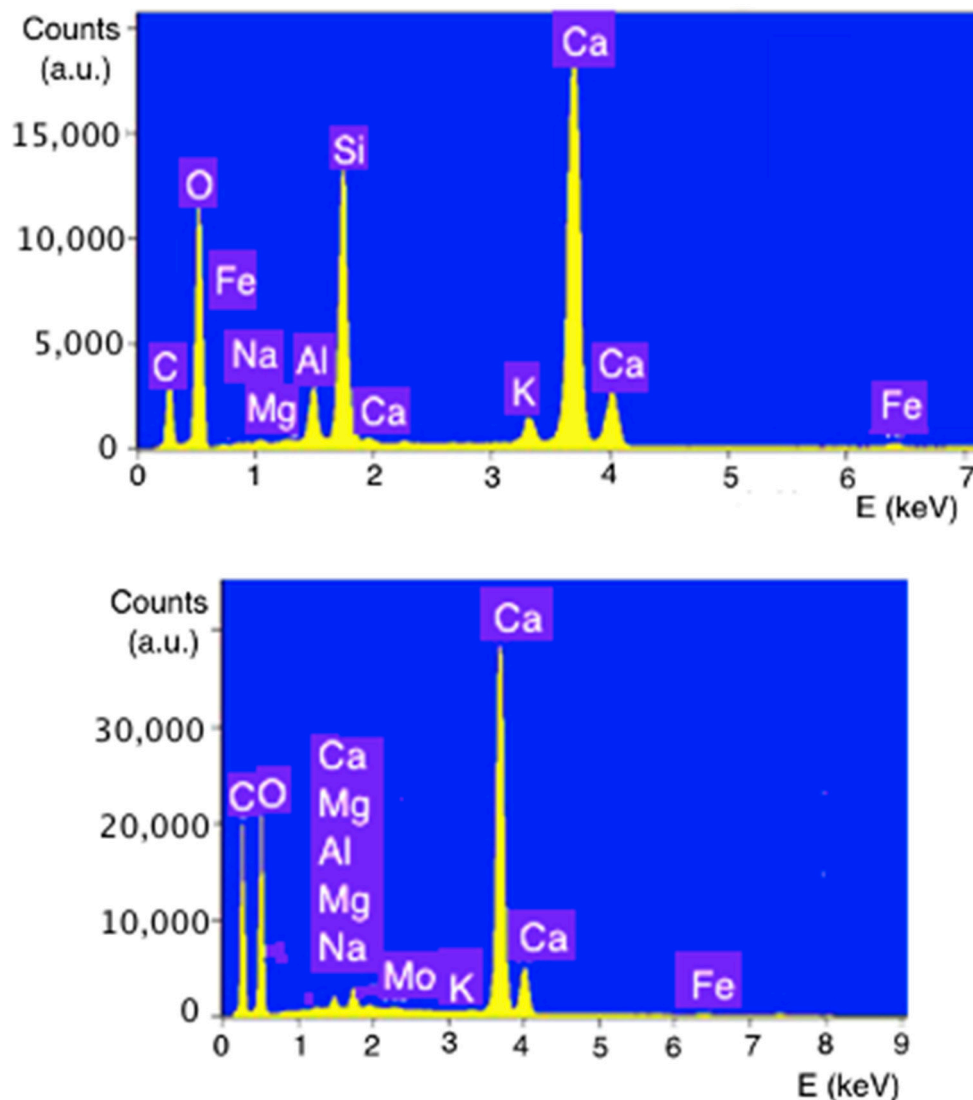 Counts
(a.u.)
Ca
15,000
Si
O
10,000
Fe
5,000
C
Na
Al
Mg
Ca
K
Ca
Fe
0
0 1 2 3 4 5 6 7
E (keV)
Counts
(a.u.)
Ca
30,000
Ca
C O
Mg
20,000
Al
Mg
10,000
Na
Ca
Mo
K
Fe
0
0 1 2 3 4 5 6 7 8 9
E (keV)